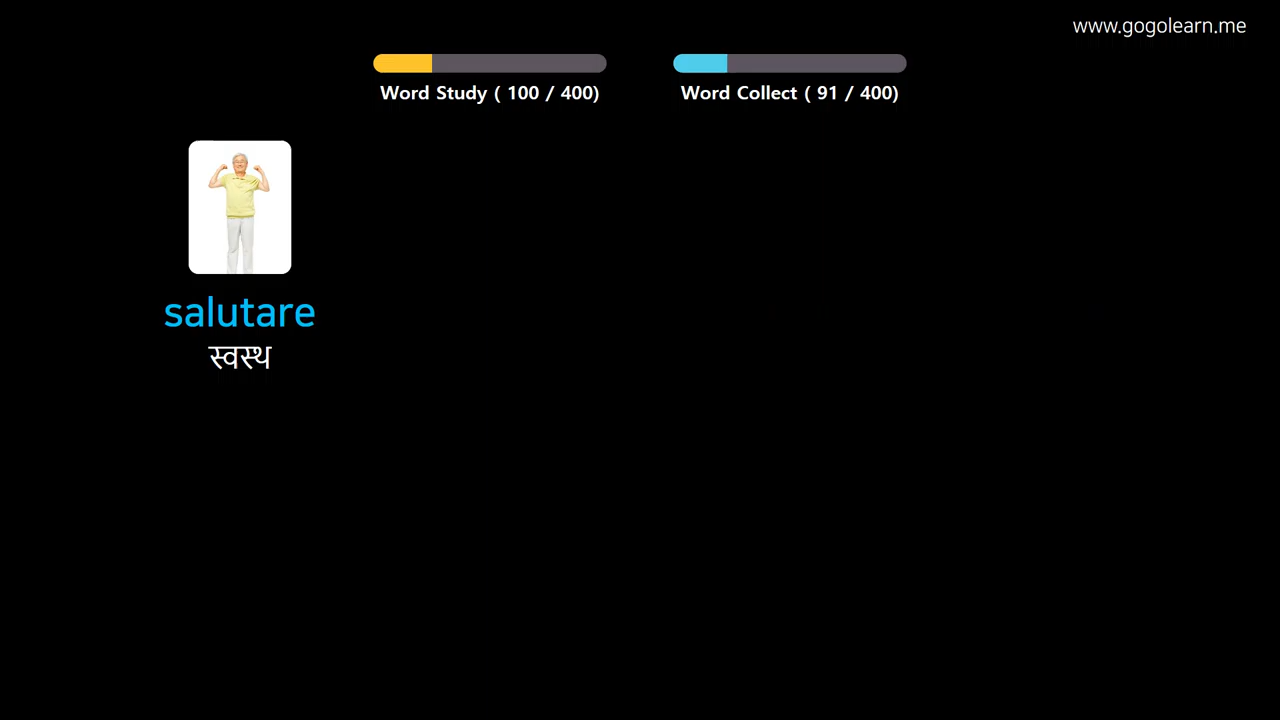 www.gogolearn.me
Word Study ( 100 / 400)
Word Collect ( 91 / 400)
salutare
स्वस्थ